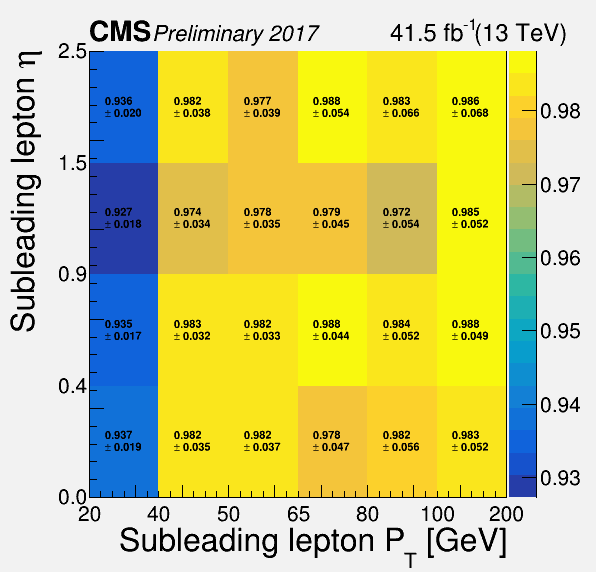 CMS Preliminary 2017 41.5 fb⁻¹(13 TeV)
Subleading lepton η
2.5
0.936 0.982 0.977 0.988 0.983 0.986
± 0.020 ± 0.038 ± 0.039 ± 0.054 ± 0.066 ± 0.068
1.5
0.927 0.974 0.978 0.979 0.972 0.985
± 0.018 ± 0.034 ± 0.035 ± 0.045 ± 0.054 ± 0.052
0.9
0.935 0.983 0.982 0.988 0.984 0.988
± 0.017 ± 0.032 ± 0.033 ± 0.044 ± 0.052 ± 0.049
0.4
0.937 0.982 0.982 0.978 0.982 0.983
± 0.019 ± 0.035 ± 0.037 ± 0.047 ± 0.056 ± 0.052
0.0
20 40 50 65 80 100 200
Subleading lepton P_T [GeV]
0.98
0.97
0.96
0.95
0.94
0.93